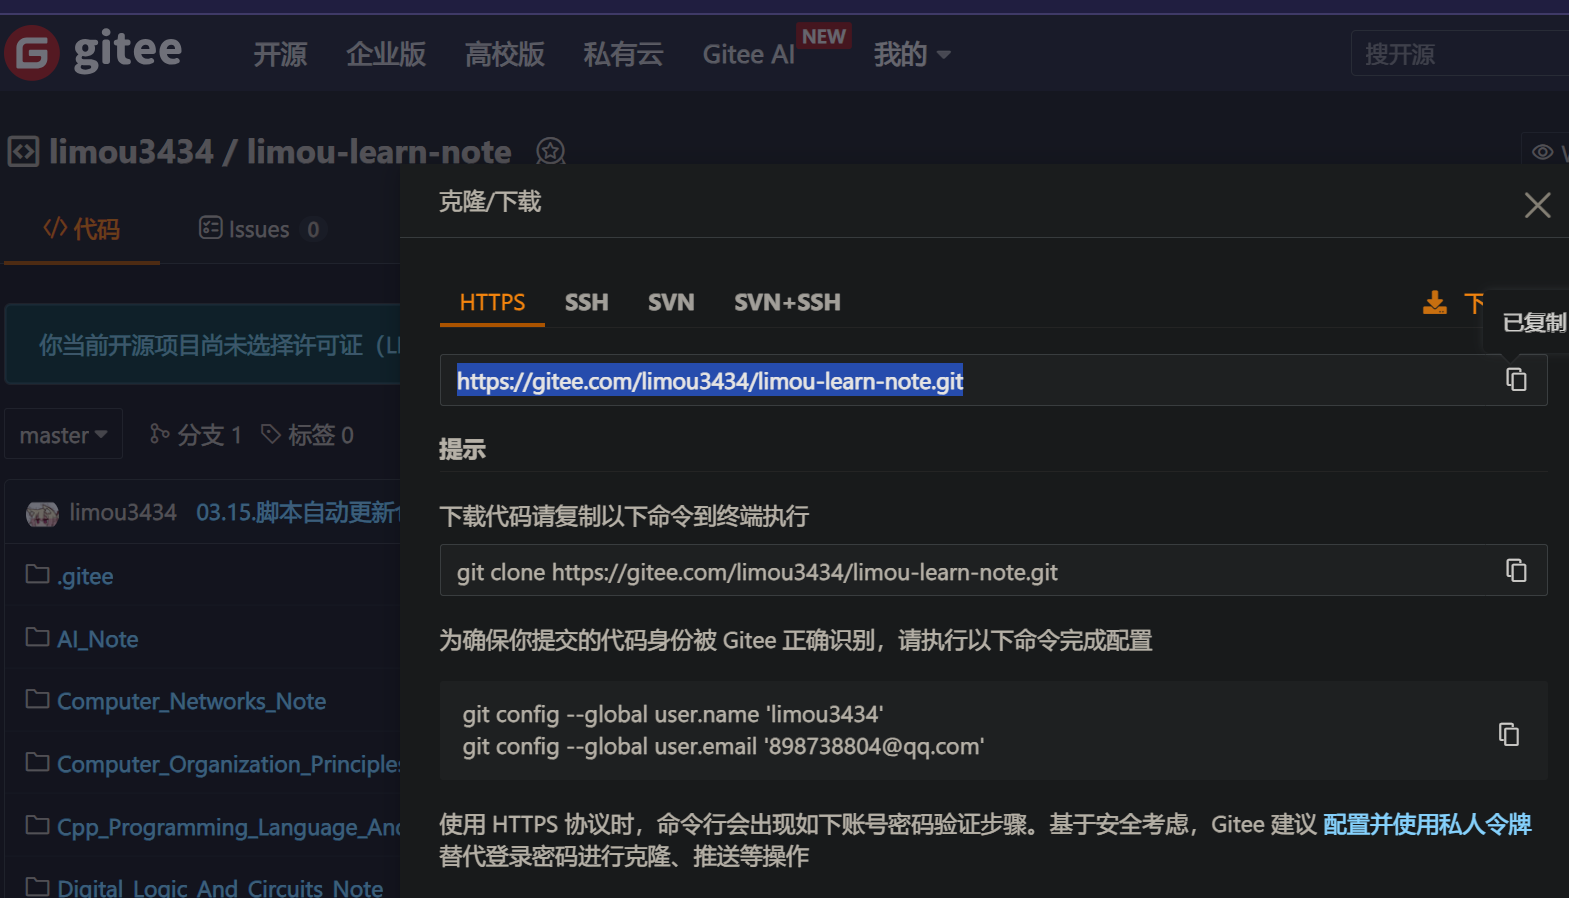 gitee 开源 企业版 高校版 私有云 Gitee AI NEW 我的 搜开源
limou3434 / limou-learn-note
代码 Issues 0
你当前开源项目尚未选择许可证
master 分支 1 标签 0
limou3434 03.15.脚本自动更新
.gitee
AI_Note
Computer_Networks_Note
Computer_Organization_Principles
Cpp_Programming_Language_And
Digital_Logic_And_Circuits_Note
克隆/下载
HTTPS SSH SVN SVN+SSH 下
已复制
https://gitee.com/limou3434/limou-learn-note.git
提示
下载代码请复制以下命令到终端执行
git clone https://gitee.com/limou3434/limou-learn-note.git
为确保你提交的代码身份被 Gitee 正确识别，请执行以下命令完成配置
git config --global user.name 'limou3434'
git config --global user.email '898738804@qq.com'
使用 HTTPS 协议时，命令行会出现如下账号密码验证步骤。基于安全考虑，Gitee 建议 配置并使用私人令牌
替代登录密码进行克隆、推送等操作